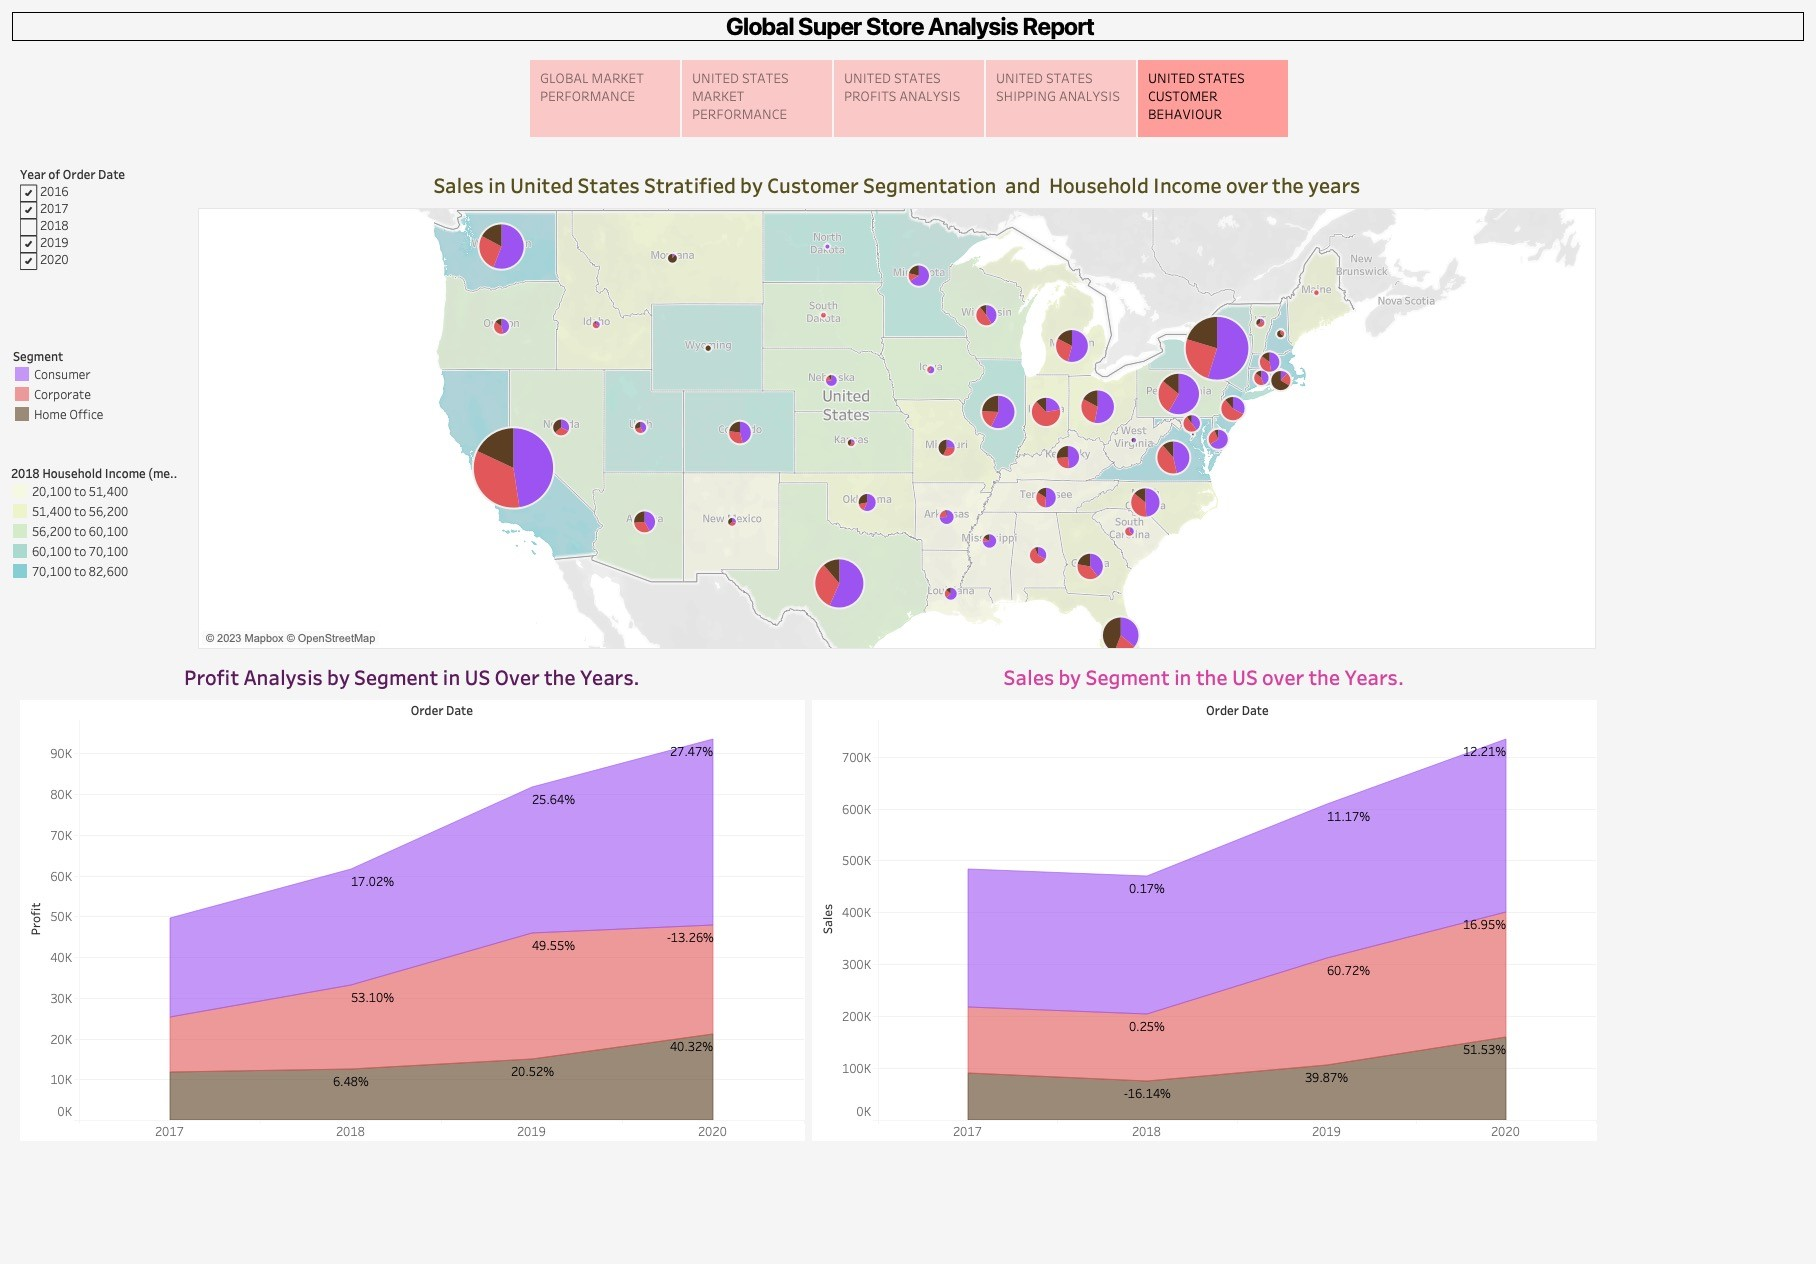 Global Super Store Analysis Report
GLOBAL MARKET
PERFORMANCE
UNITED STATES
MARKET
PERFORMANCE
UNITED STATES
PROFITS ANALYSIS
UNITED STATES
SHIPPING ANALYSIS
UNITED STATES
CUSTOMER
BEHAVIOUR
Year of Order Date
2016
2017
2018
2019
2020
Segment
Consumer
Corporate
Home Office
2018 Household Income (me..
20,100 to 51,400
51,400 to 56,200
56,200 to 60,100
60,100 to 70,100
70,100 to 82,600
Sales in United States Stratified by Customer Segmentation and Household Income over the years
North
Dakota
New
Brunswick
Maine
Nova Scotia
South
Dakota
Wyoming
United
States
Kansas
West
Virginia
New Mexico
South
Carolina
© 2023 Mapbox © OpenStreetMap
Profit Analysis by Segment in US Over the Years.
Order Date
Profit
90K
80K
70K
60K
50K
40K
30K
20K
10K
0K
27.47%
25.64%
17.02%
-13.26%
49.55%
53.10%
40.32%
20.52%
6.48%
2017
2018
2019
2020
Sales by Segment in the US over the Years.
Order Date
Sales
700K
600K
500K
400K
300K
200K
100K
0K
12.21%
11.17%
0.17%
16.95%
60.72%
0.25%
51.53%
39.87%
-16.14%
2017
2018
2019
2020